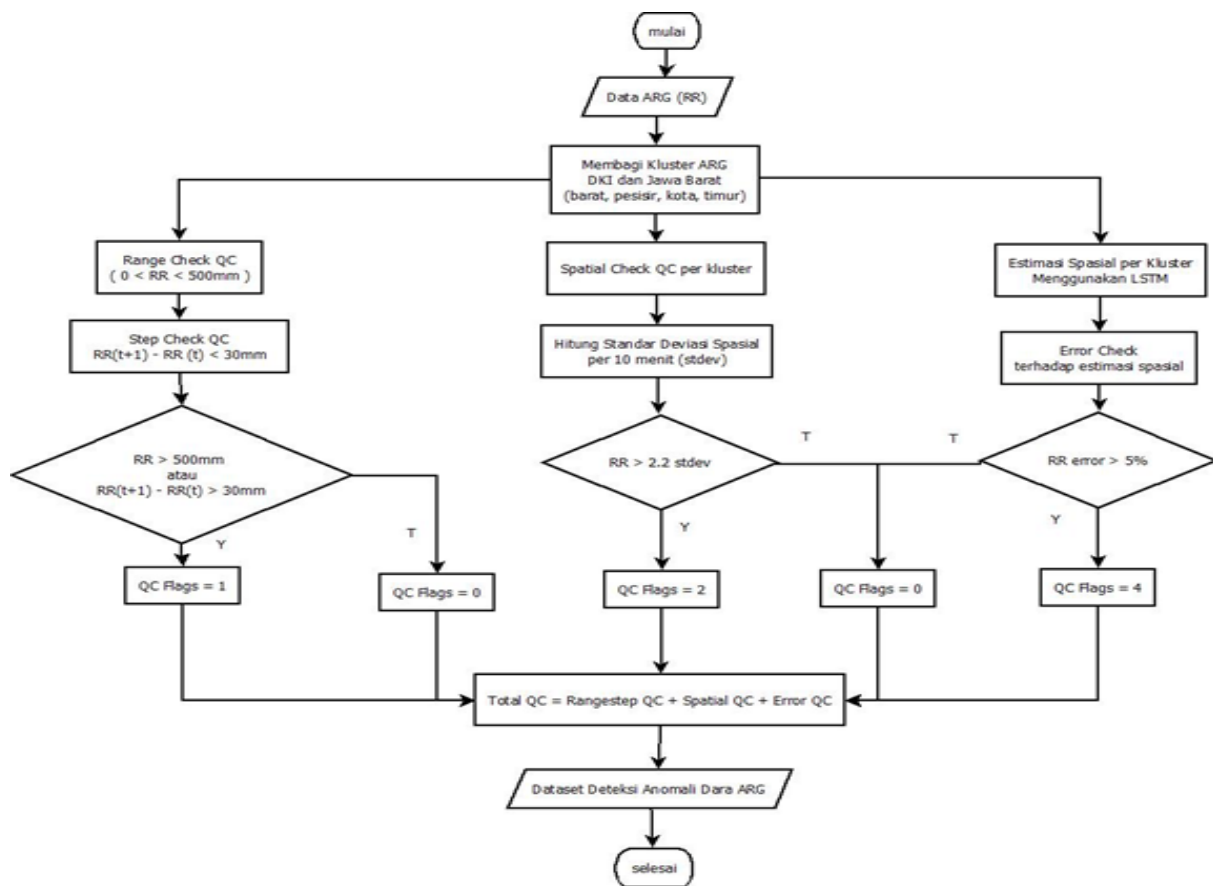 mulai
Data ARG (RR)
Membagi Kluster ARG
DKI dan Jawa Barat
(barat, pesisir, kota, timur)
Range Check QC
( 0 < RR < 500mm )
Step Check QC
RR(t+1) - RR (t) < 30mm
RR > 500mm
atau
RR(t+1) - RR(t) > 30mm
Y
T
QC Flags = 1
QC Flags = 0
Spatial Check QC per kluster
Hitung Standar Deviasi Spasial
per 10 menit (stdev)
RR > 2.2 stdev
T
Y
QC Flags = 2
QC Flags = 0
Estimasi Spasial per Kluster
Menggunakan LSTM
Error Check
terhadap estimasi spasial
RR error > 5%
T
Y
QC Flags = 4
Total QC = Rangestep QC + Spatial QC + Error QC
Dataset Deteksi Anomali Dara ARG
selesai